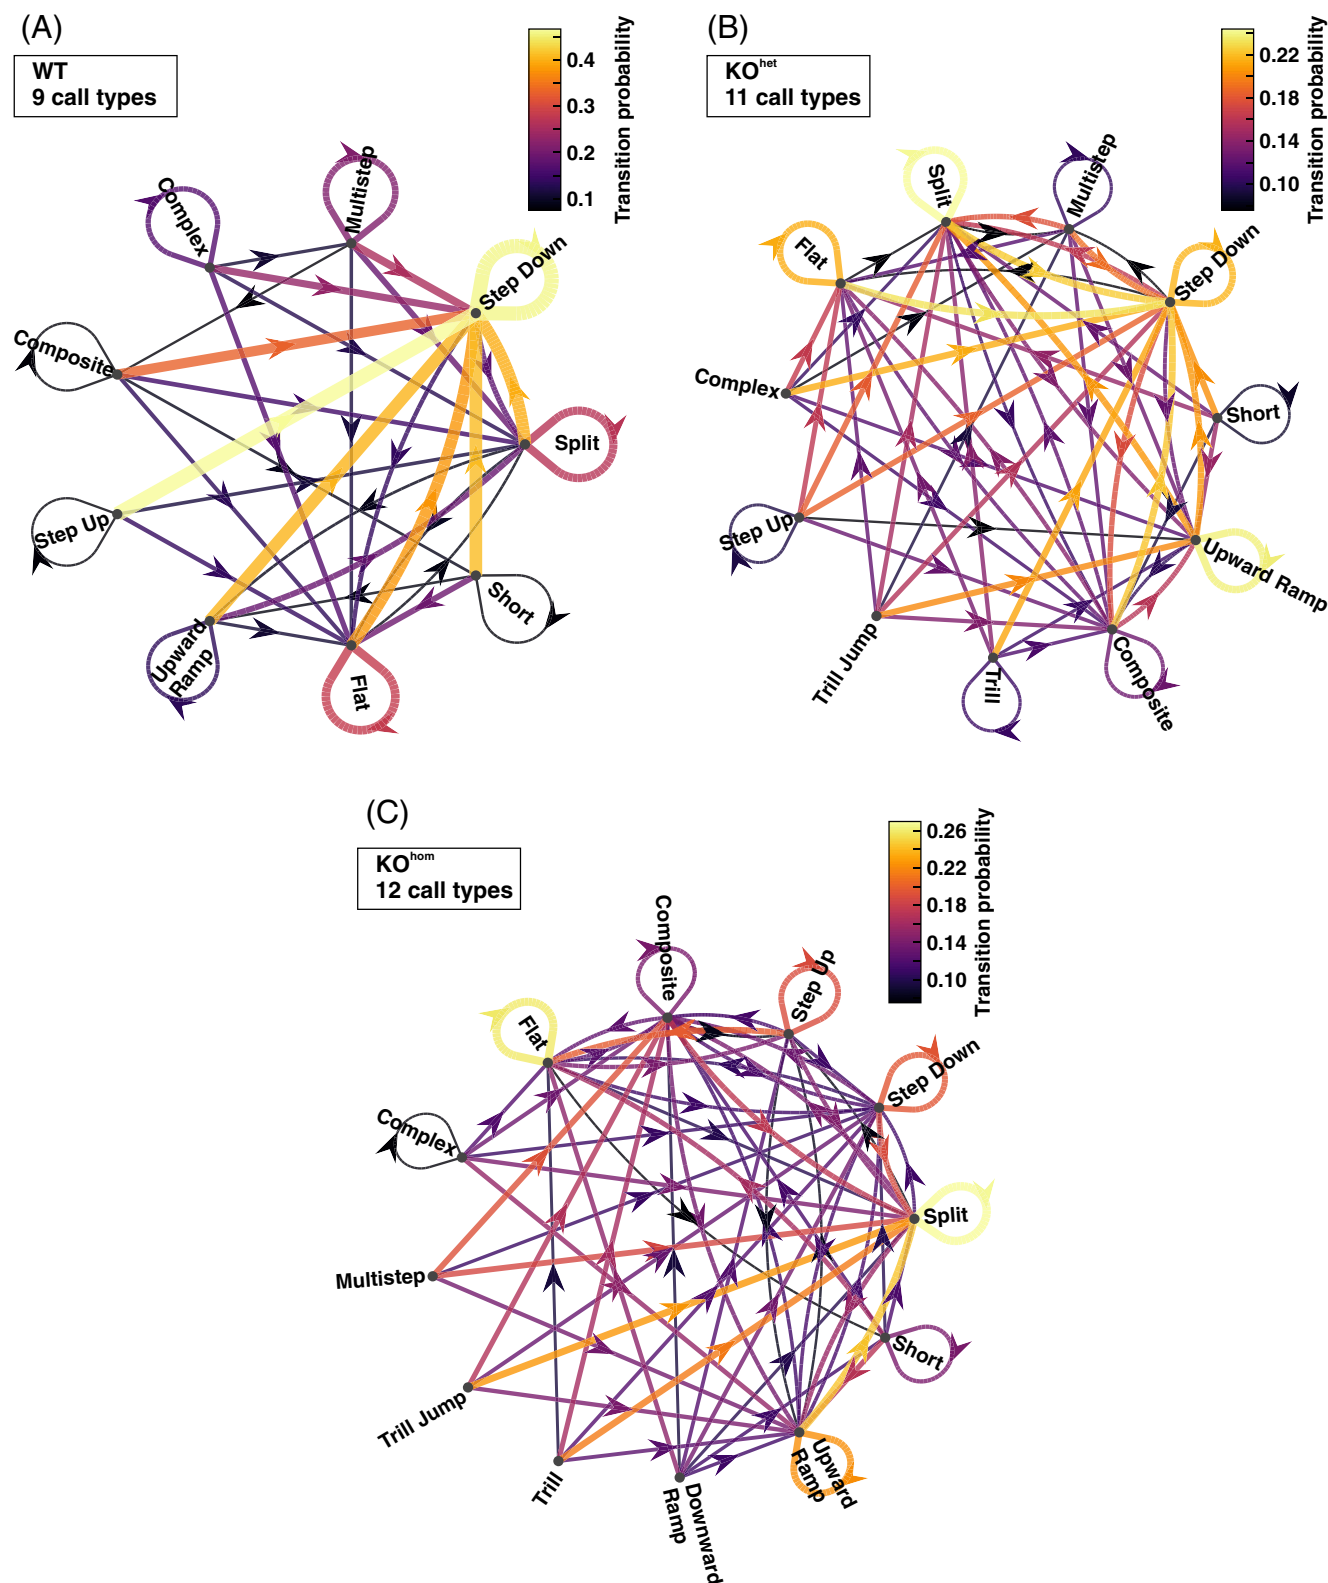 (A)
WT
9 call types
0.4
0.3
0.2
0.1
Transition probability
Multistep
Complex
Step Down
Composite
Split
Step Up
Short
Upward
Ramp
Flat
(B)
KOhet
11 call types
0.22
0.18
0.14
0.10
Transition probability
Split
Multistep
Flat
Step Down
Complex
Short
Step Up
Upward Ramp
Trill Jump
Trill
Composite
(C)
KOhom
12 call types
0.26
0.22
0.18
0.14
0.10
Transition probability
Composite
Step Up
Flat
Step Down
Complex
Split
Multistep
Short
Trill Jump
Upward
Ramp
Trill
Downward
Ramp